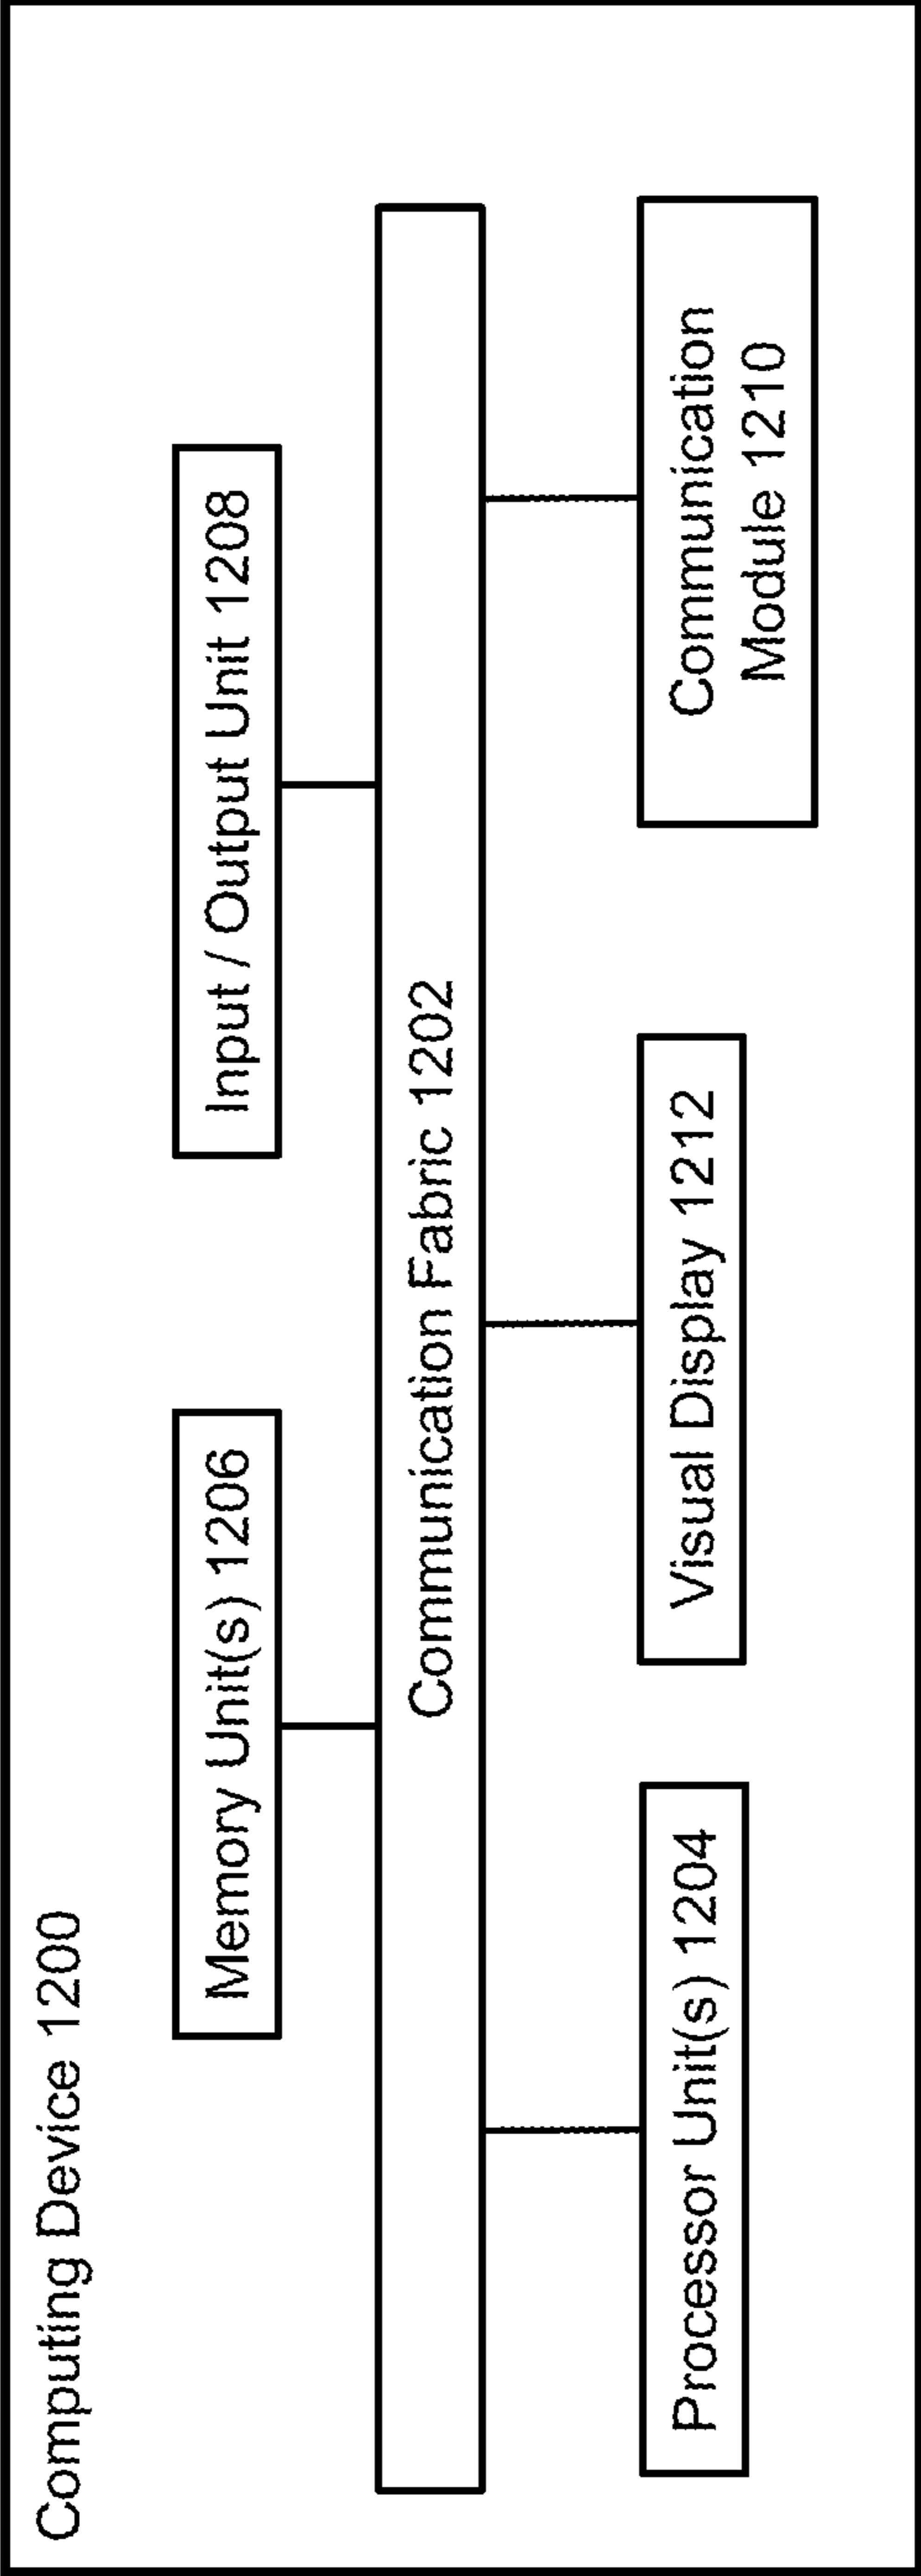 Computing Device 1200
Memory Unit(s) 1206
Input / Output Unit 1208
Communication Fabric 1202
Processor Unit(s) 1204
Visual Display 1212
Communication
Module 1210